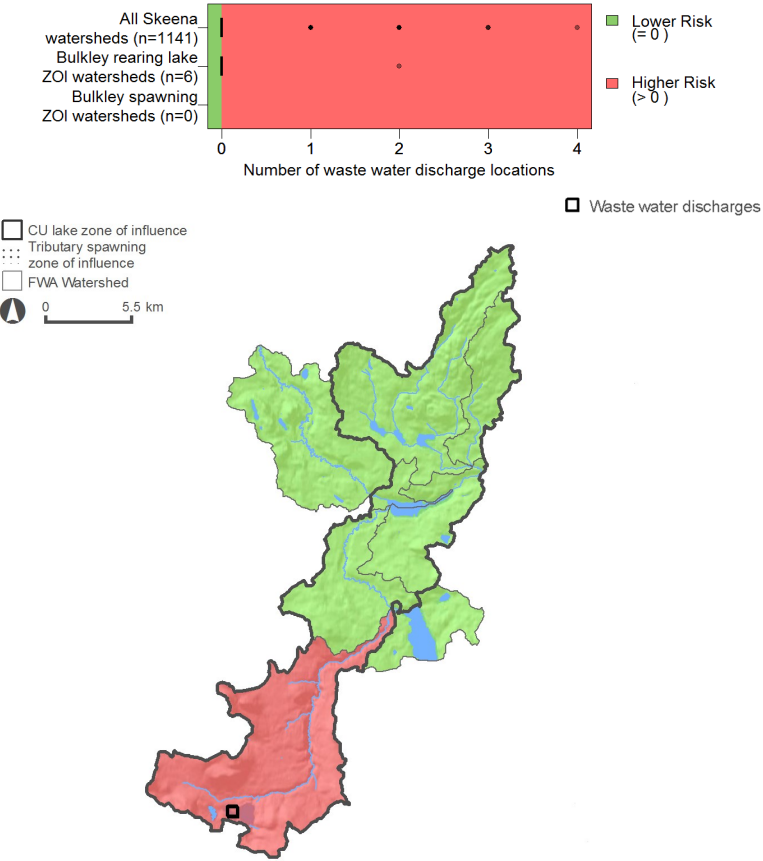 All Skeena
watersheds (n=1141)
Bulkley rearing lake
ZOI watersheds (n=6)
Bulkley spawning
ZOI watersheds (n=0)
0 1 2 3 4
Number of waste water discharge locations
Lower Risk
(= 0 )
Higher Risk
(> 0 )
Waste water discharges
CU lake zone of influence
Tributary spawning
zone of influence
FWA Watershed
0 5.5 km